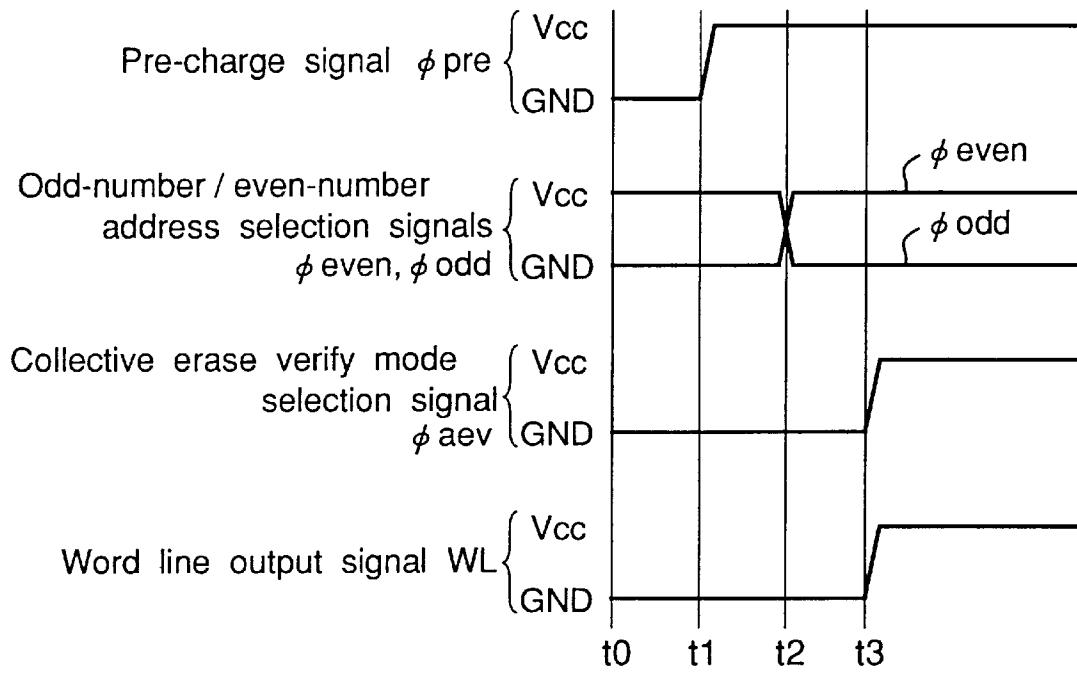 Vcc
Pre-charge signal ϕ pre
GND
ϕ even
Odd-number / even-number
Vcc
address selection signals
ϕ odd
ϕ even, ϕ odd
GND
Collective erase verify mode
Vcc
selection signal
ϕ aev
GND
Vcc
Word line output signal WL
GND
t0 t1 t2 t3